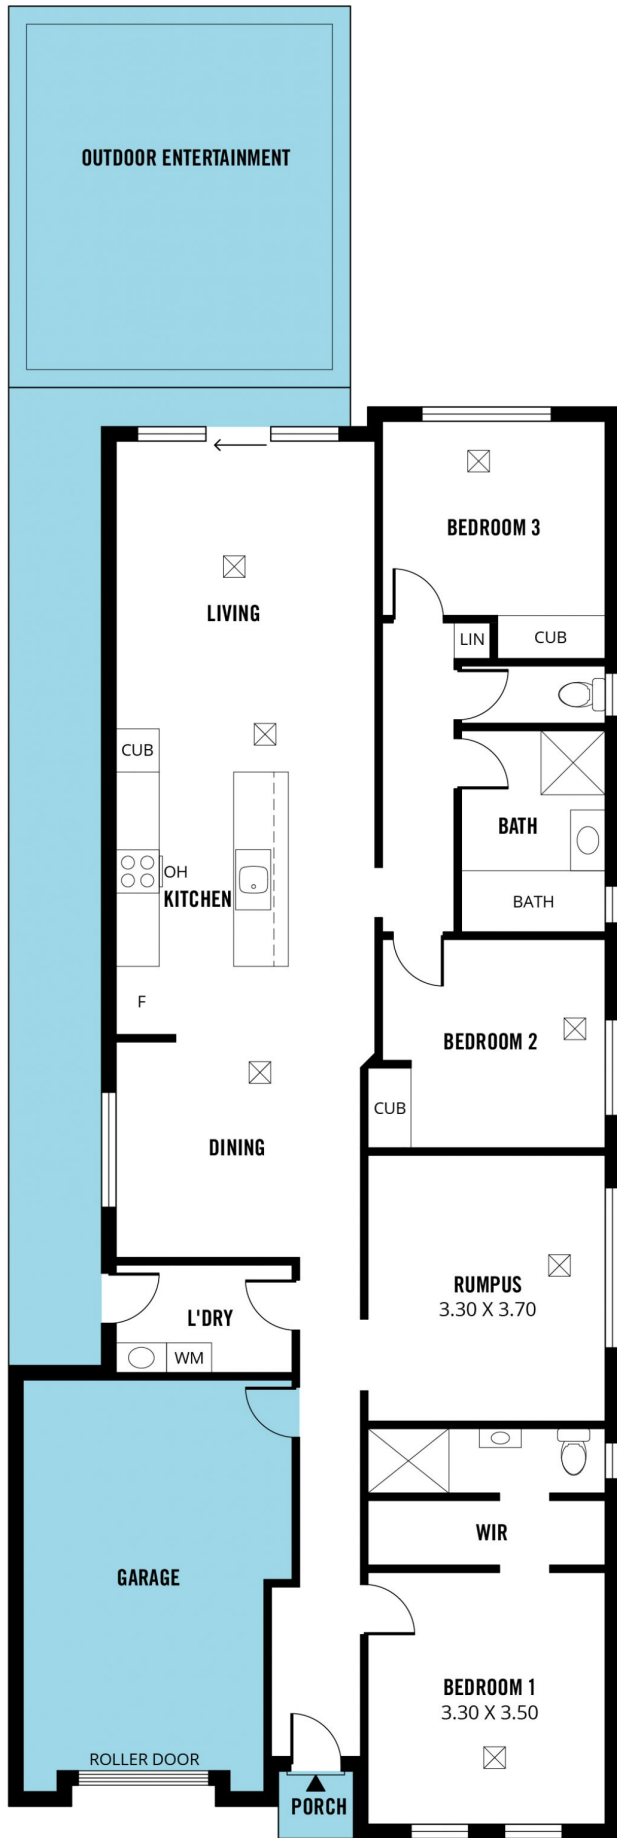 OUTDOOR ENTERTAINMENT
BEDROOM 3
LIVING
LIN
CUB
CUB
BATH
OH
KITCHEN
BATH
F
BEDROOM 2
CUB
DINING
RUMPUS
3.30 X 3.70
L'DRY
WM
WIR
GARAGE
BEDROOM 1
3.30 X 3.50
ROLLER DOOR
PORCH